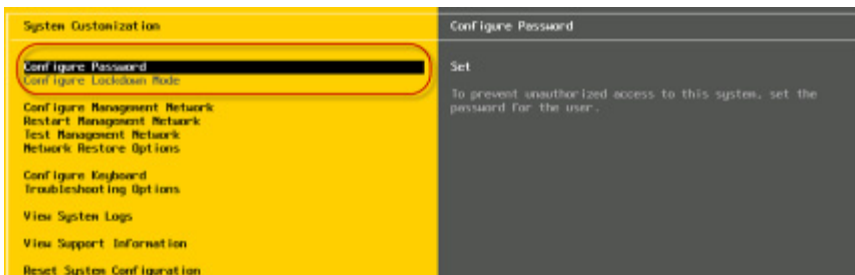 System Customization
Configure Password
Configure Lockdown Mode
Configure Management Network
Restart Management Network
Test Management Network
Network Restore Options
Configure Keyboard
Troubleshooting Options
View System Logs
View Support Information
Reset System Configuration
Configure Password
Set
To prevent unauthorized access to this system, set the
password for the user.